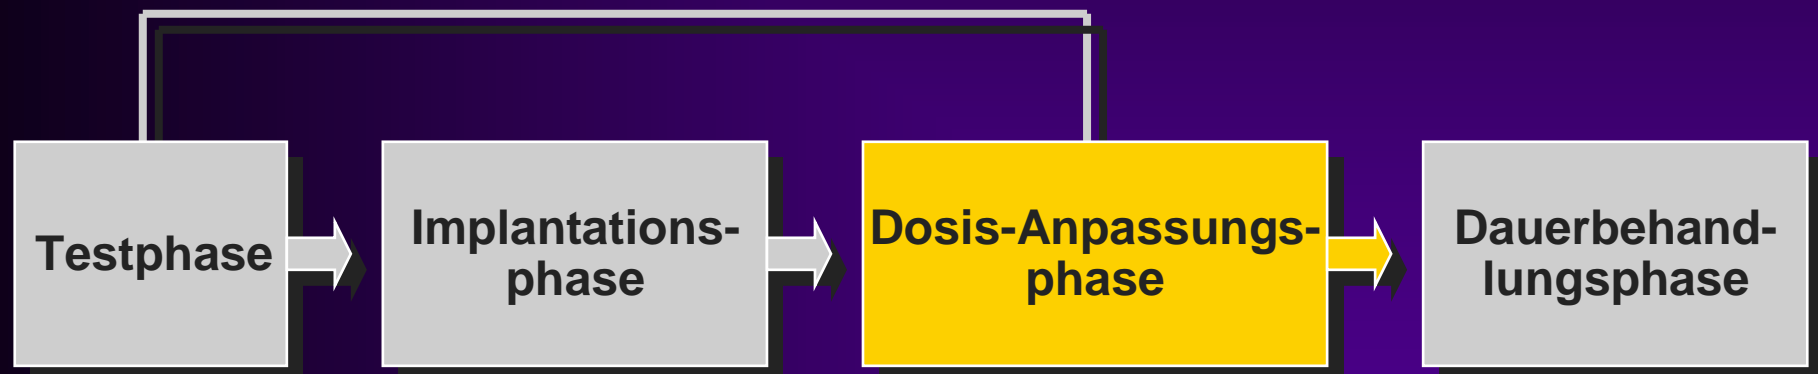 Testphase
Implantations-
phase
Dosis-Anpassungs-
phase
Dauerbehand-
lungsphase